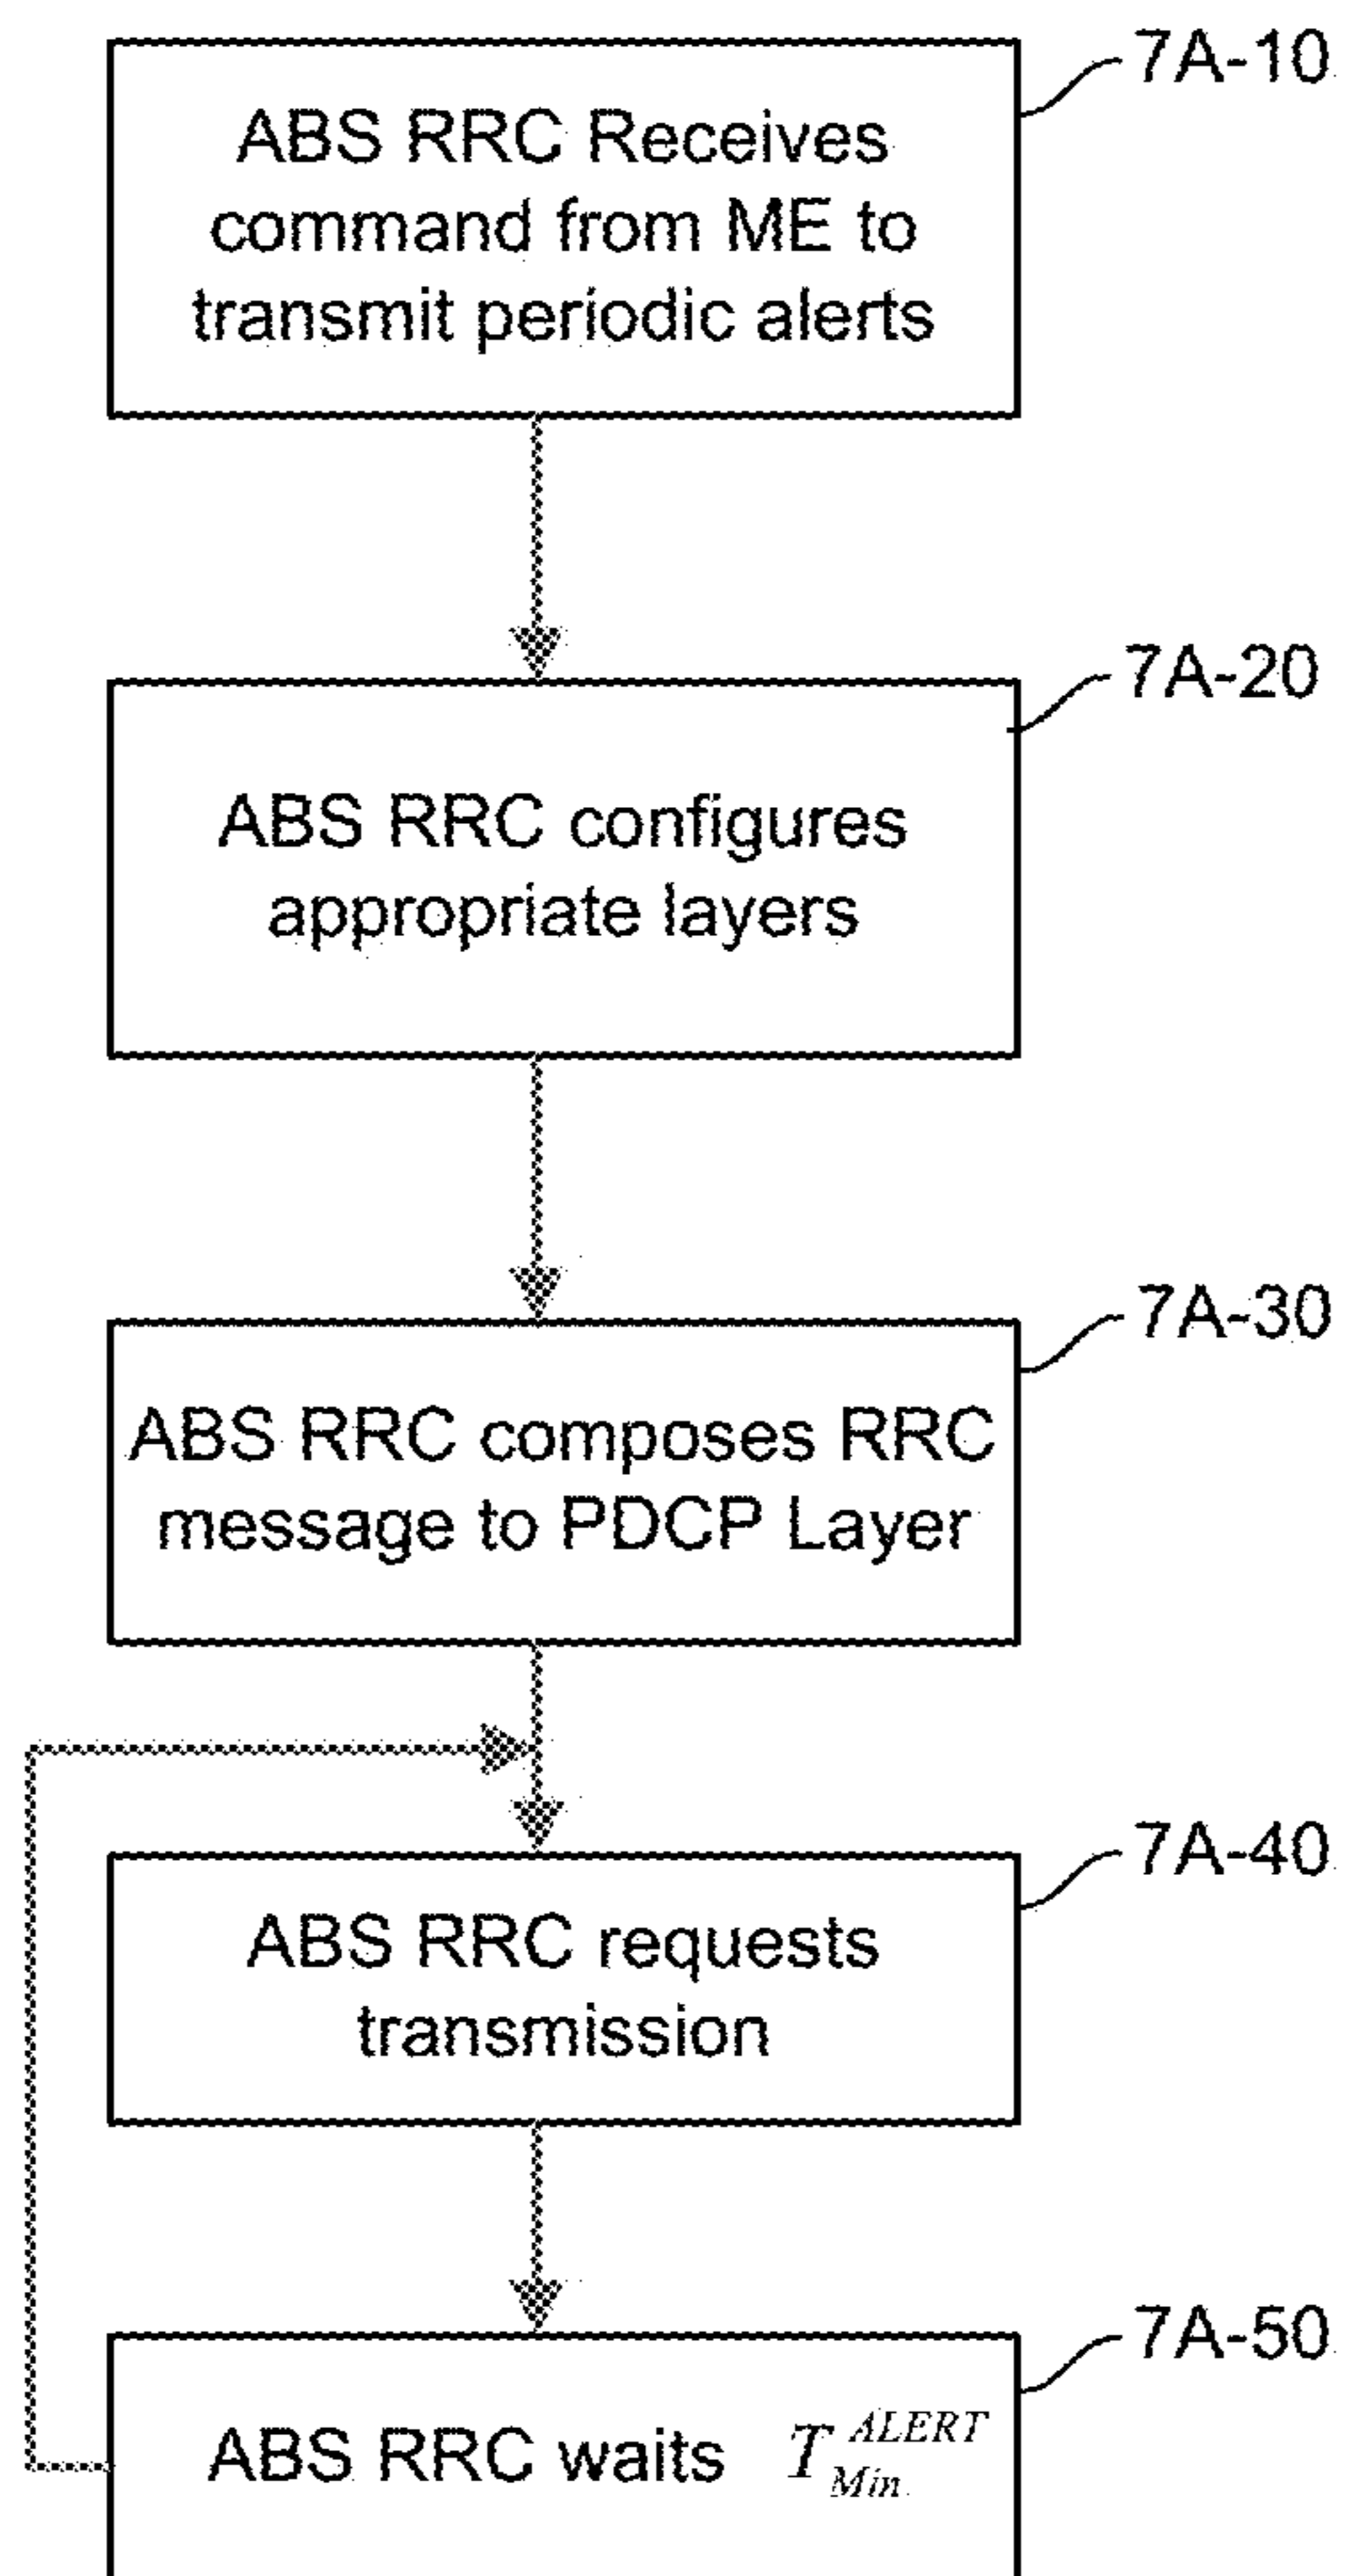 7A-10
ABS RRC Receives
command from ME to
transmit periodic alerts
7A-20
ABS RRC configures
appropriate layers
7A-30
ABS RRC composes RRC
message to PDCP Layer
7A-40
ABS RRC requests
transmission
7A-50
ABS RRC waits T_{Min}^{ALERT}